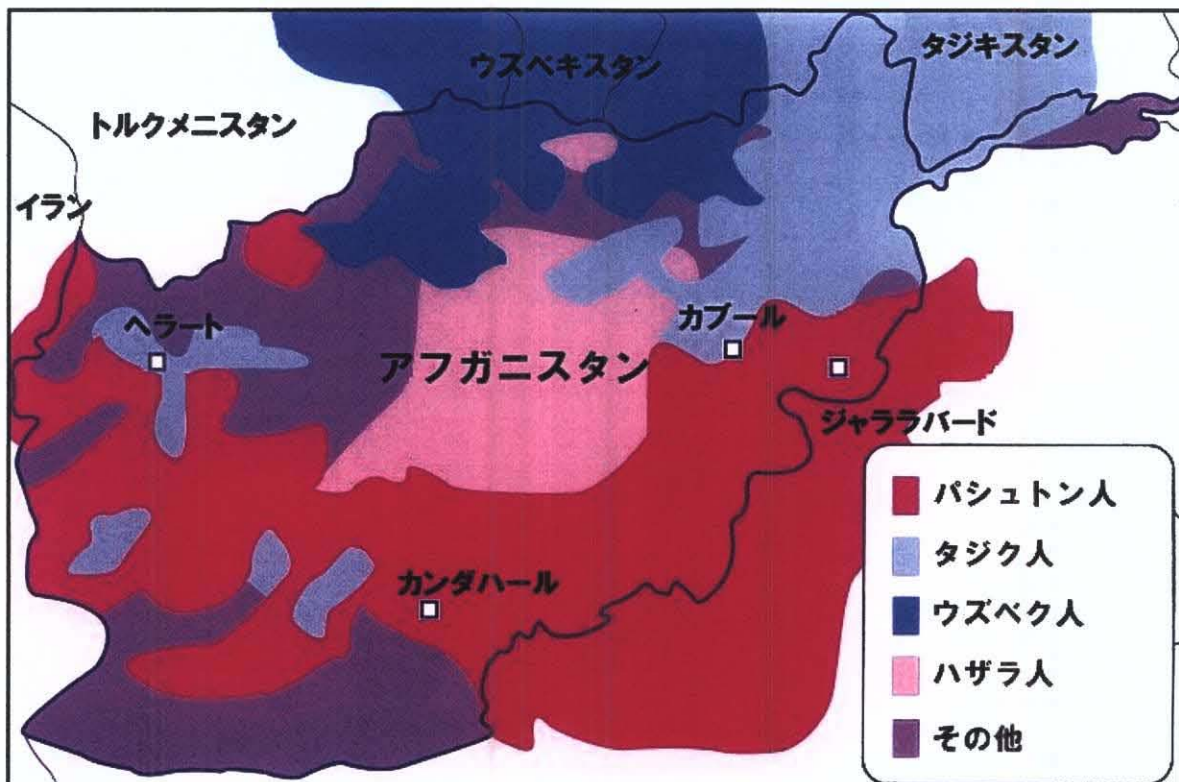 ウズベキスタン
タジキスタン
トルクメニスタン
イラン
ヘラート
カブール
アフガニスタン
ジャララバード
カンダハール
パシュトン人
タジク人
ウズベク人
ハザラ人
その他